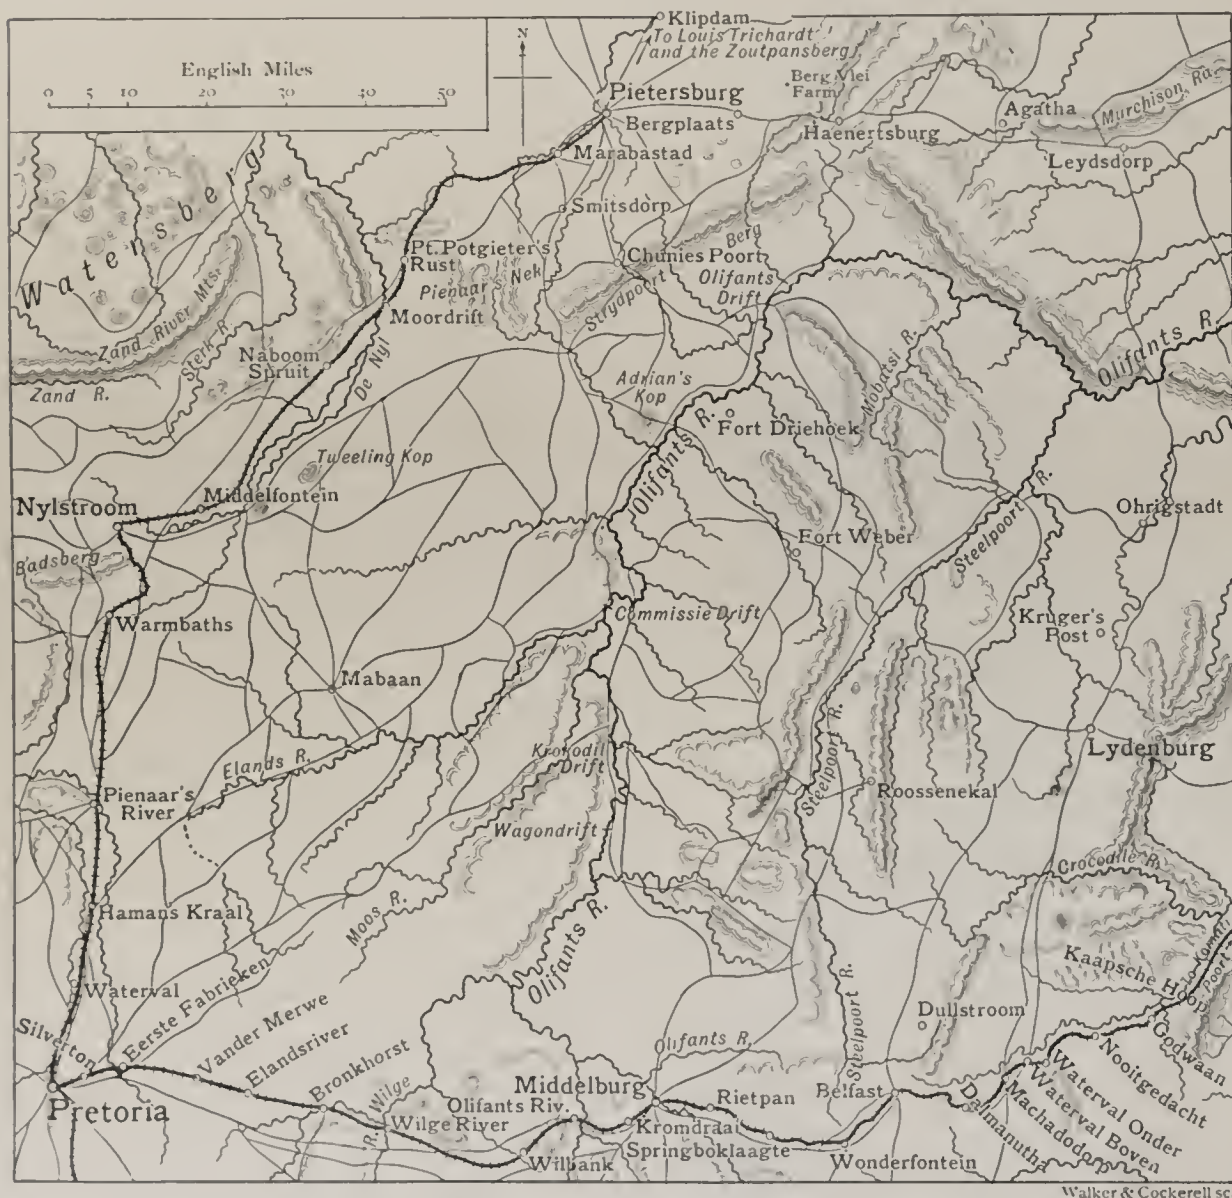 English Miles
0 5 10 20 30 40 50
N
Klipdam
To Louis Trichardt
and the Zoutpansberg
Pietersburg
Bergplaats
Berg Vlei
Farm
Haenertsburg
Agatha
Murchison Ra.
Leydsdorp
Marabastad
Smitsdorp
Watersberg
Pt. Potgieter's
Rust
Pienaar's Nek
Chunies Poort
Strydpoort Berg
Olifants
Drift
Moordrift
Zand River Mts.
Sterk R.
Zand R.
Naboom
Spruit
De Nyl
Adrian's
Kop
Mobatsi R.
Olifants R.
Olifants R.
Fort Driehoek
Tweeling Kop
Nylstroom
Middelfontein
Badsberg
Fort Weber
Steelpoort R.
Ohrigstad
Warmbaths
Commissie Drift
Kruger's
Post
Mabaan
Lydenburg
Elands R.
Krokodil
Drift
Steelpoort R.
Roossenekal
Pienaar's
River
Wagondrift
Crocodile R.
Hamans Kraal
Moos R.
Olifants R.
Kaapsche Hoop
To Komati
Poort
Waterval
Silverton
Eerste Fabrieken
Vander Merwe
Elandsriver
Bronkhorst
Steelpoort R.
Dullstroom
Olifants R.
Pretoria
Wilge R.
Wilge River
Olifants Riv.
Middelburg
Rietpan
Belfast
Kromdraai
Springboklaagte
Wilbank
Wonderfontein
Dalmanutha
Machadodorp
Waterval Boven
Waterval Onder
Nooitgedacht
Godwaan
Walker & Cockerell sc.